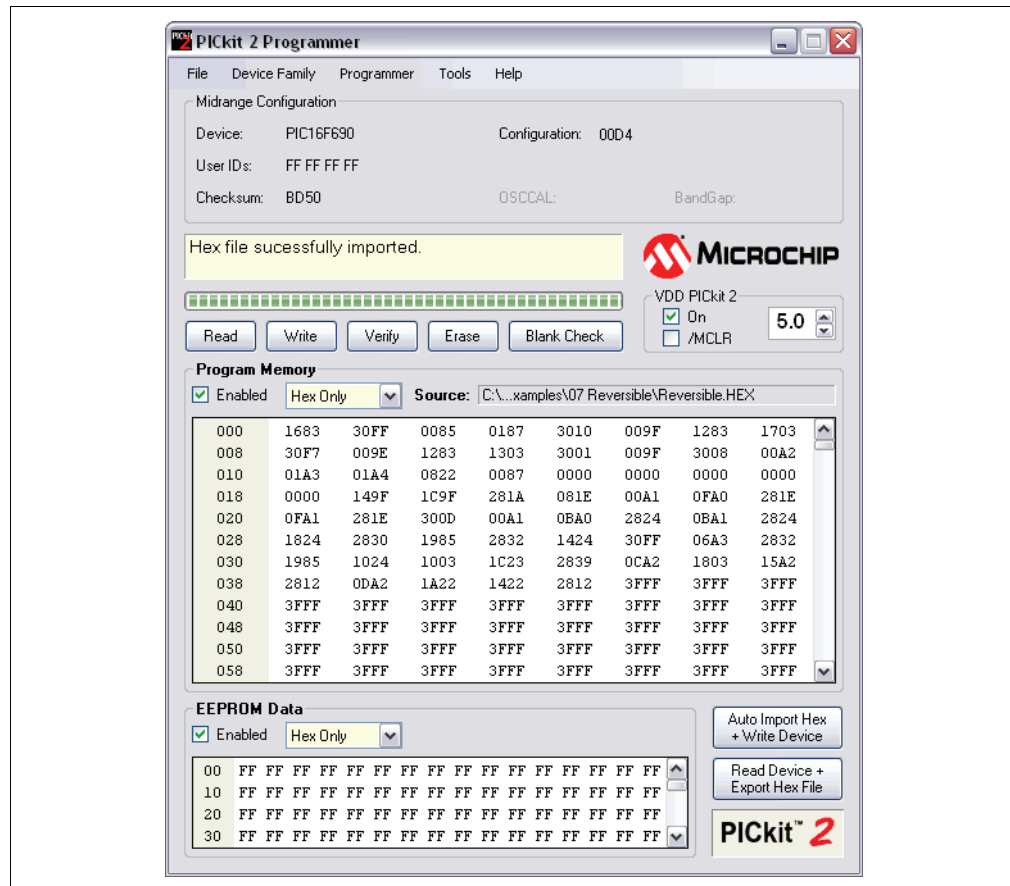 PICkit 2 Programmer
File Device Family Programmer Tools Help
Midrange Configuration
Device: PIC16F690 Configuration: 00D4
User IDs: FF FF FF FF
Checksum: BD50 OSCCAL: BandGap:
Hex file sucessfully imported.
MICROCHIP
VDD PICkit 2
On
/MCLR
5.0
Read Write Verify Erase Blank Check
Program Memory
Enabled Hex Only Source: C:\...xamples\07 Reversible\Reversible.HEX
000 1683 30FF 0085 0187 3010 009F 1283 1703
008 30F7 009E 1283 1303 3001 009F 3008 00A2
010 01A3 01A4 0822 0087 0000 0000 0000 0000
018 0000 149F 1C9F 281A 081E 00A1 0FA0 281E
020 0FA1 281E 300D 00A1 0BA0 2824 0BA1 2824
028 1824 2830 1985 2832 1424 30FF 06A3 2832
030 1985 1024 1003 1C23 2839 0CA2 1803 15A2
038 2812 0DA2 1A22 1422 2812 3FFF 3FFF 3FFF
040 3FFF 3FFF 3FFF 3FFF 3FFF 3FFF 3FFF 3FFF
048 3FFF 3FFF 3FFF 3FFF 3FFF 3FFF 3FFF 3FFF
050 3FFF 3FFF 3FFF 3FFF 3FFF 3FFF 3FFF 3FFF
058 3FFF 3FFF 3FFF 3FFF 3FFF 3FFF 3FFF 3FFF
EEPROM Data
Enabled Hex Only
00 FF FF FF FF FF FF FF FF FF FF FF FF FF FF FF FF
10 FF FF FF FF FF FF FF FF FF FF FF FF FF FF FF FF
20 FF FF FF FF FF FF FF FF FF FF FF FF FF FF FF FF
30 FF FF FF FF FF FF FF FF FF FF FF FF FF FF FF FF
Auto Import Hex
+ Write Device
Read Device +
Export Hex File
PICkit™ 2